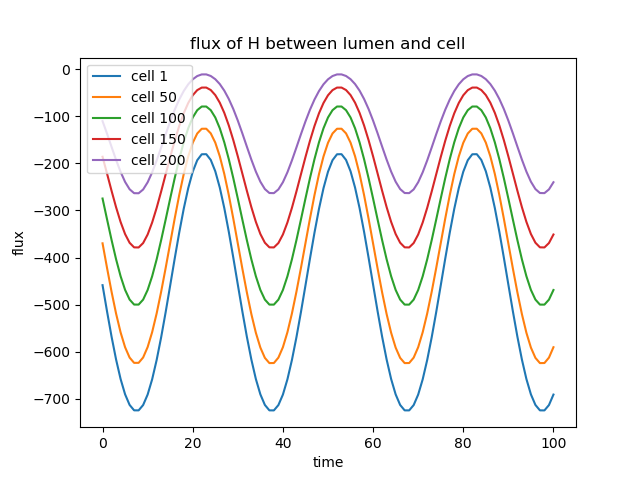 flux of H between lumen and cell
cell 1
cell 50
cell 100
cell 150
cell 200
0
−100
−200
−300
−400
−500
−600
−700
flux
0 20 40 60 80 100
time